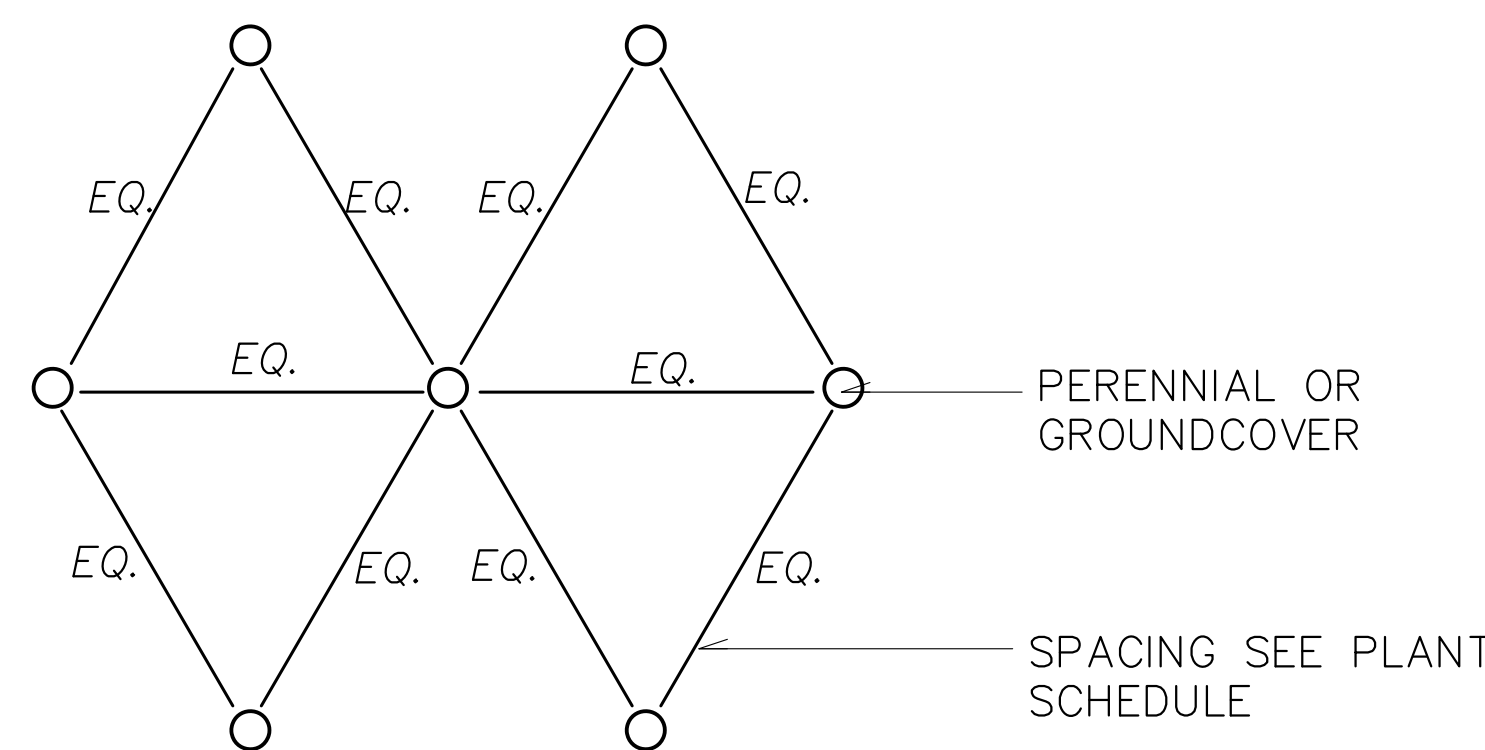 EQ. EQ. EQ. EQ.
EQ. EQ.
PERENNIAL OR
GROUNDCOVER
EQ. EQ. EQ. EQ.
SPACING SEE PLANT
SCHEDULE